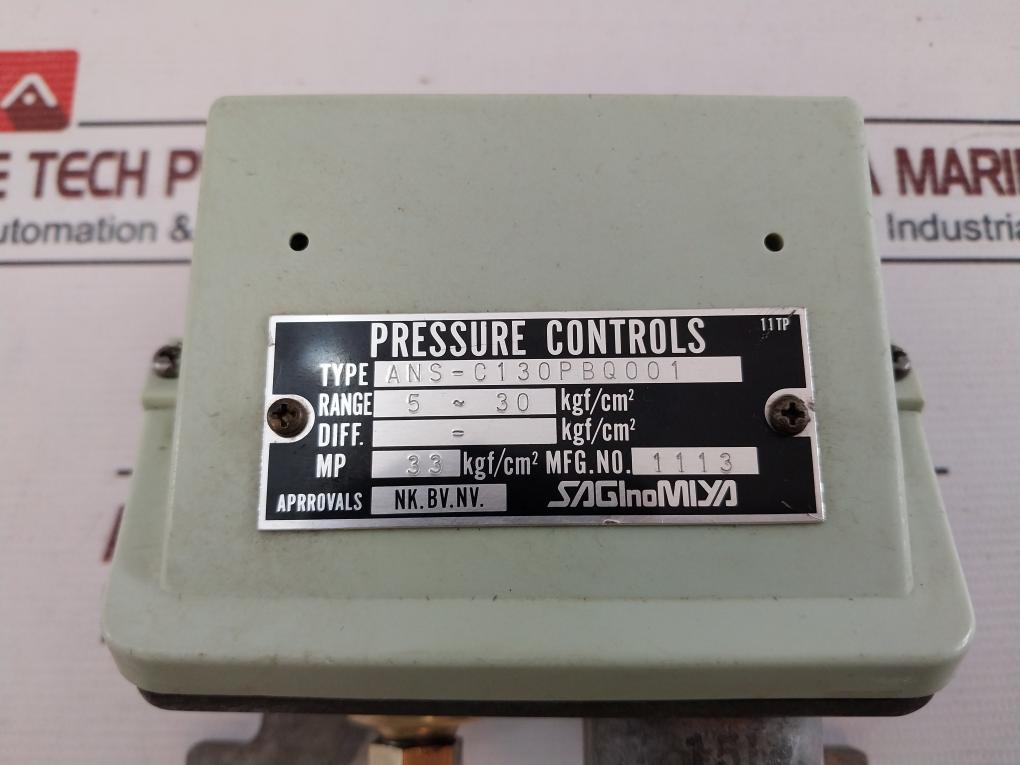 E TECH P
A MARIN
utomation &
Industria
PRESSURE CONTROLS
11TP
TYPE ANS-C130PBQ001
RANGE 5 ~ 30 kgf/cm²
DIFF. - kgf/cm²
MP 33 kgf/cm² MFG.NO. 1113
APRROVALS NK.BV.NV. SAGInoMIYA